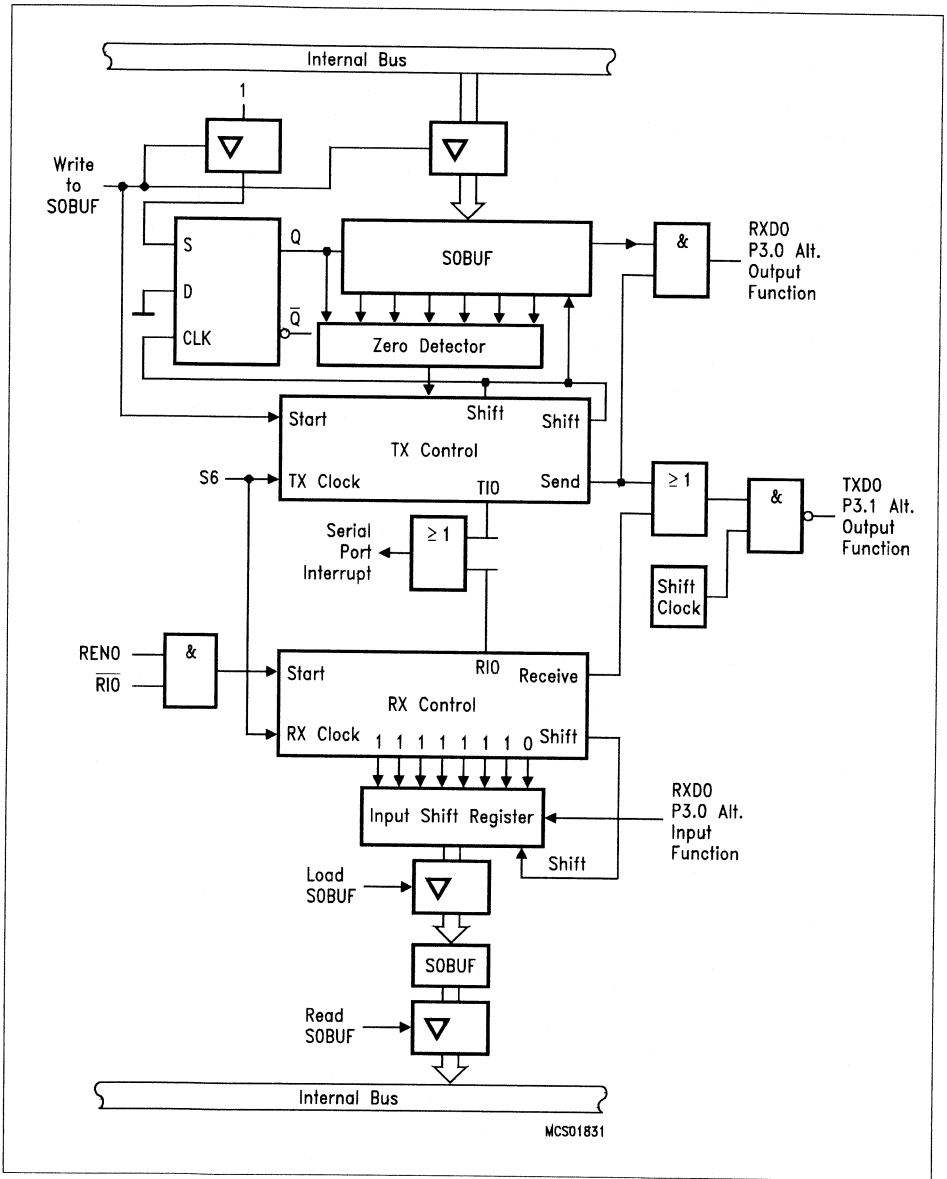 Internal Bus
1
Write
to
S0BUF
S
Q
D
Q
CLK
S0BUF
&
RXD0
P3.0 Alt.
Output
Function
Zero Detector
Start
Shift
Shift
TX Control
S6
TX Clock
TI0
Send
≥ 1
&
TXD0
P3.1 Alt.
Output
Function
Serial
Port
Interrupt
≥ 1
Shift
Clock
REN0
RI0
&
Start
RI0
Receive
RX Control
RX Clock
1 1 1 1 1 1 1 0
Shift
Input Shift Register
RXD0
P3.0 Alt.
Input
Function
Shift
Load
S0BUF
S0BUF
Read
S0BUF
Internal Bus
MCS01831